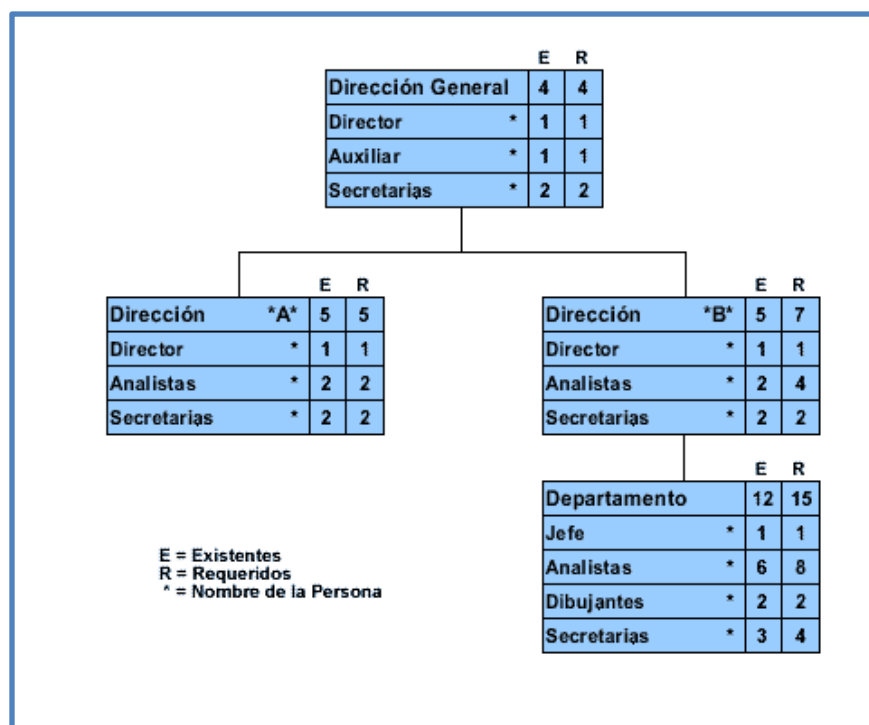 E R
Dirección General 4 4
Director * 1 1
Auxiliar * 1 1
Secretarias * 2 2
E R
Dirección *A* 5 5
Director * 1 1
Analistas * 2 2
Secretarias * 2 2
E R
Dirección *B* 5 7
Director * 1 1
Analistas * 2 4
Secretarias * 2 2
E R
Departamento 12 15
Jefe * 1 1
Analistas * 6 8
Dibujantes * 2 2
Secretarias * 3 4
E = Existentes
R = Requeridos
* = Nombre de la Persona